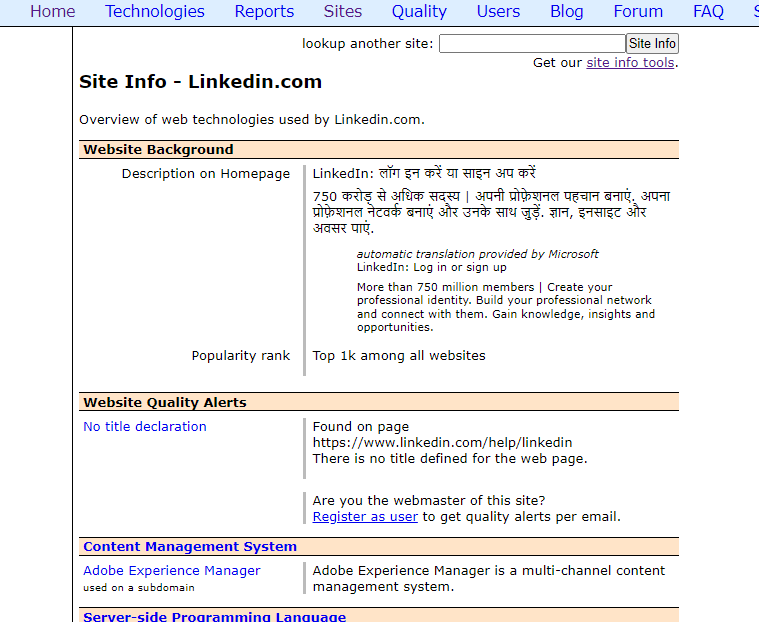 Home Technologies Reports Sites Quality Users Blog Forum FAQ
lookup another site: Site Info
Get our site info tools.
Site Info - Linkedin.com
Overview of web technologies used by Linkedin.com.
Website Background
Description on Homepage
LinkedIn: लॉग इन करें या साइन अप करें
750 करोड़ से अधिक सदस्य | अपनी प्रोफ़ेशनल पहचान बनाएं. अपना
प्रोफ़ेशनल नेटवर्क बनाएं और उनके साथ जुड़ें. ज्ञान, इनसाइट और
अवसर पाएं.
automatic translation provided by Microsoft
LinkedIn: Log in or sign up
More than 750 million members | Create your
professional identity. Build your professional network
and connect with them. Gain knowledge, insights and
opportunities.
Popularity rank
Top 1k among all websites
Website Quality Alerts
No title declaration
Found on page
https://www.linkedin.com/help/linkedin
There is no title defined for the web page.
Are you the webmaster of this site?
Register as user to get quality alerts per email.
Content Management System
Adobe Experience Manager
used on a subdomain
Adobe Experience Manager is a multi-channel content
management system.
Server-side Programming Language